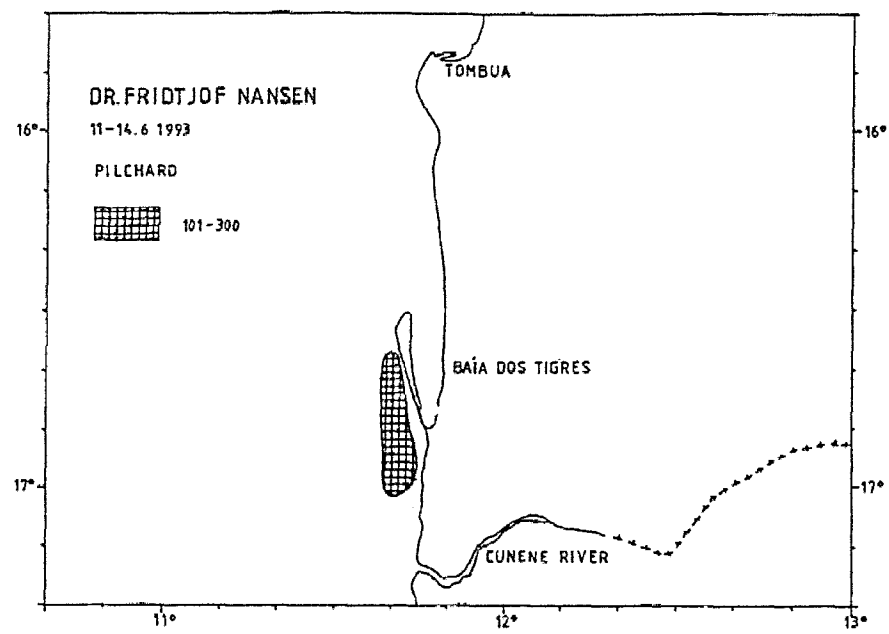 TOMBUA
DR.FRIDTJOF NANSEN
11-14.6 1993
16°
16°
PILCHARD
101-300
BAÍA DOS TIGRES
17°
17°
CUNENE RIVER
11°
12°
13°